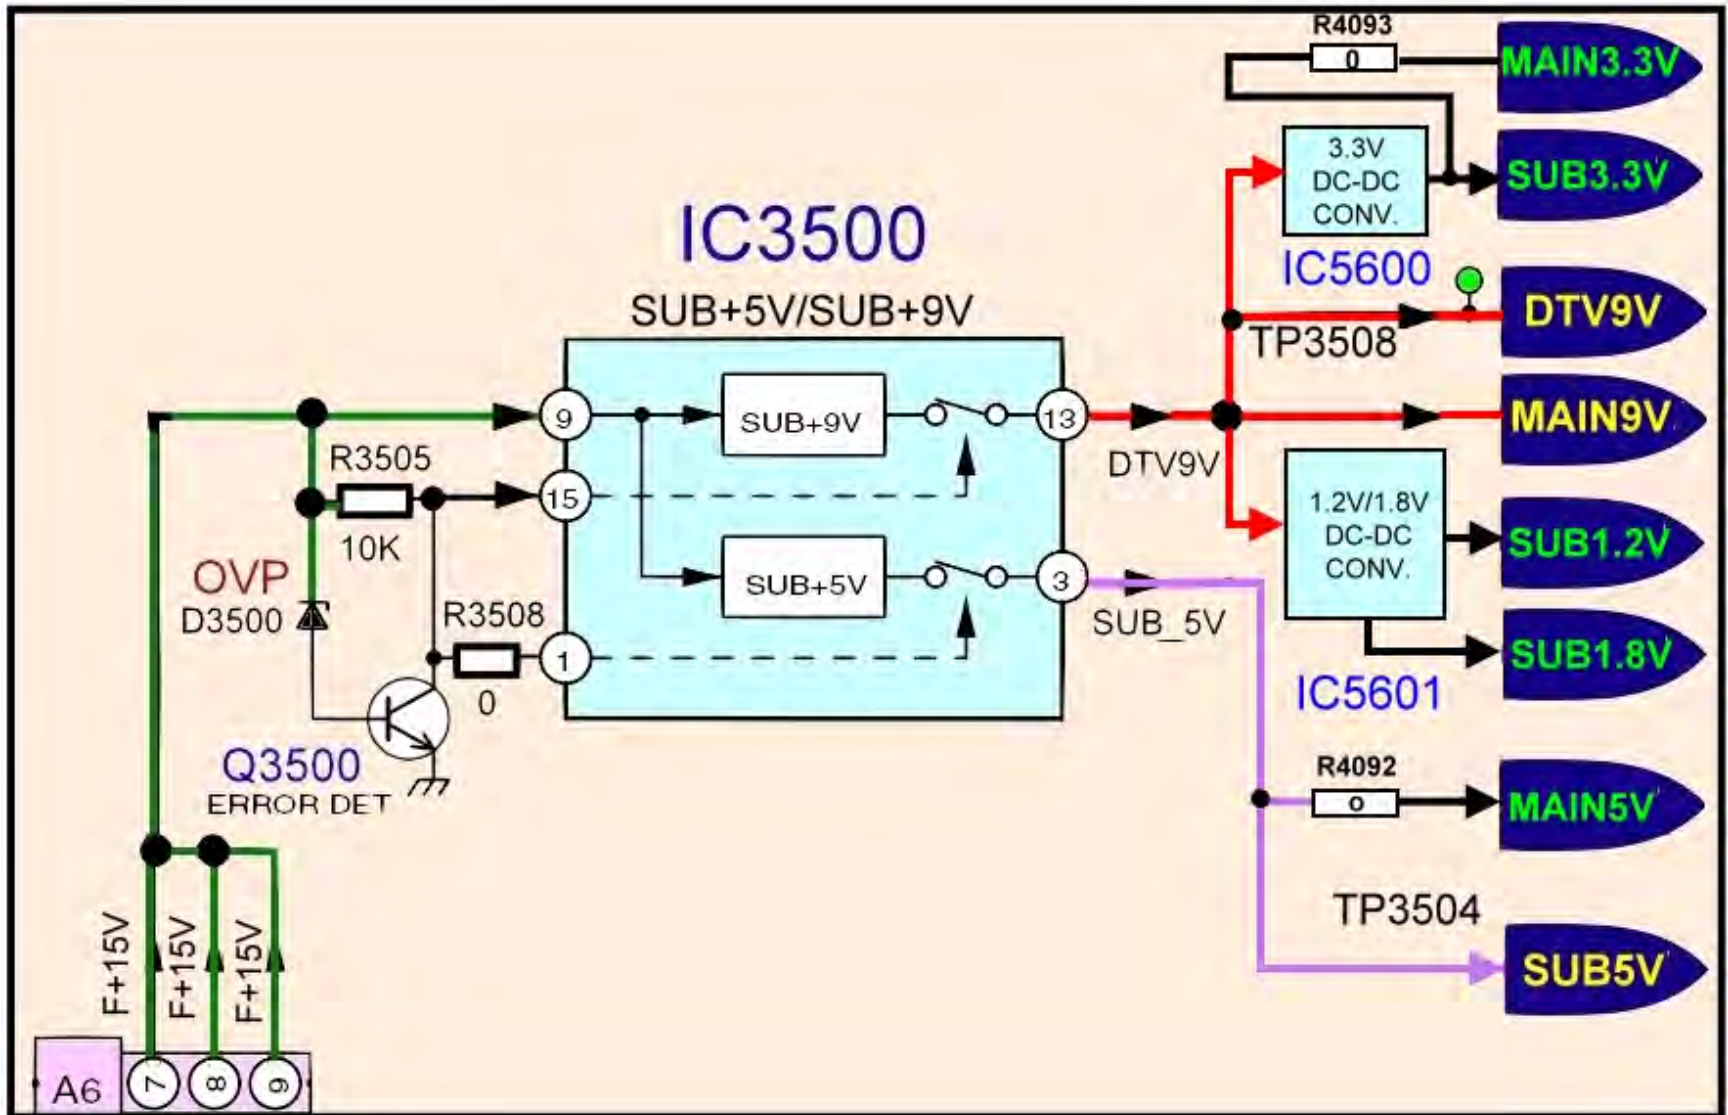 R4093
0
MAIN3.3V
3.3V
DC-DC
CONV.
SUB3.3V
IC5600
IC3500
SUB+5V/SUB+9V
DTV9V
TP3508
9
SUB+9V
13
DTV9V
MAIN9V
R3505
10K
15
1.2V/1.8V
DC-DC
CONV.
SUB1.2V
OVP
D3500
SUB+5V
3
SUB_5V
R3508
0
1
SUB1.8V
IC5601
Q3500
ERROR DET
R4092
0
MAIN5V
TP3504
SUB5V
F+15V
F+15V
F+15V
A6
7
8
9